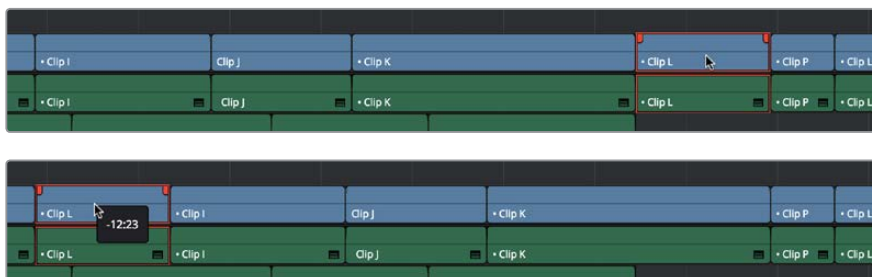 • Clip I Clip J • Clip K • Clip L • Clip P • Clip L
• Clip I Clip J • Clip K • Clip L • Clip P • Clip L
• Clip L • Clip I Clip J • Clip K • Clip P • Clip L
-12:23
• Clip L • Clip I Clip J • Clip K • Clip P • Clip L